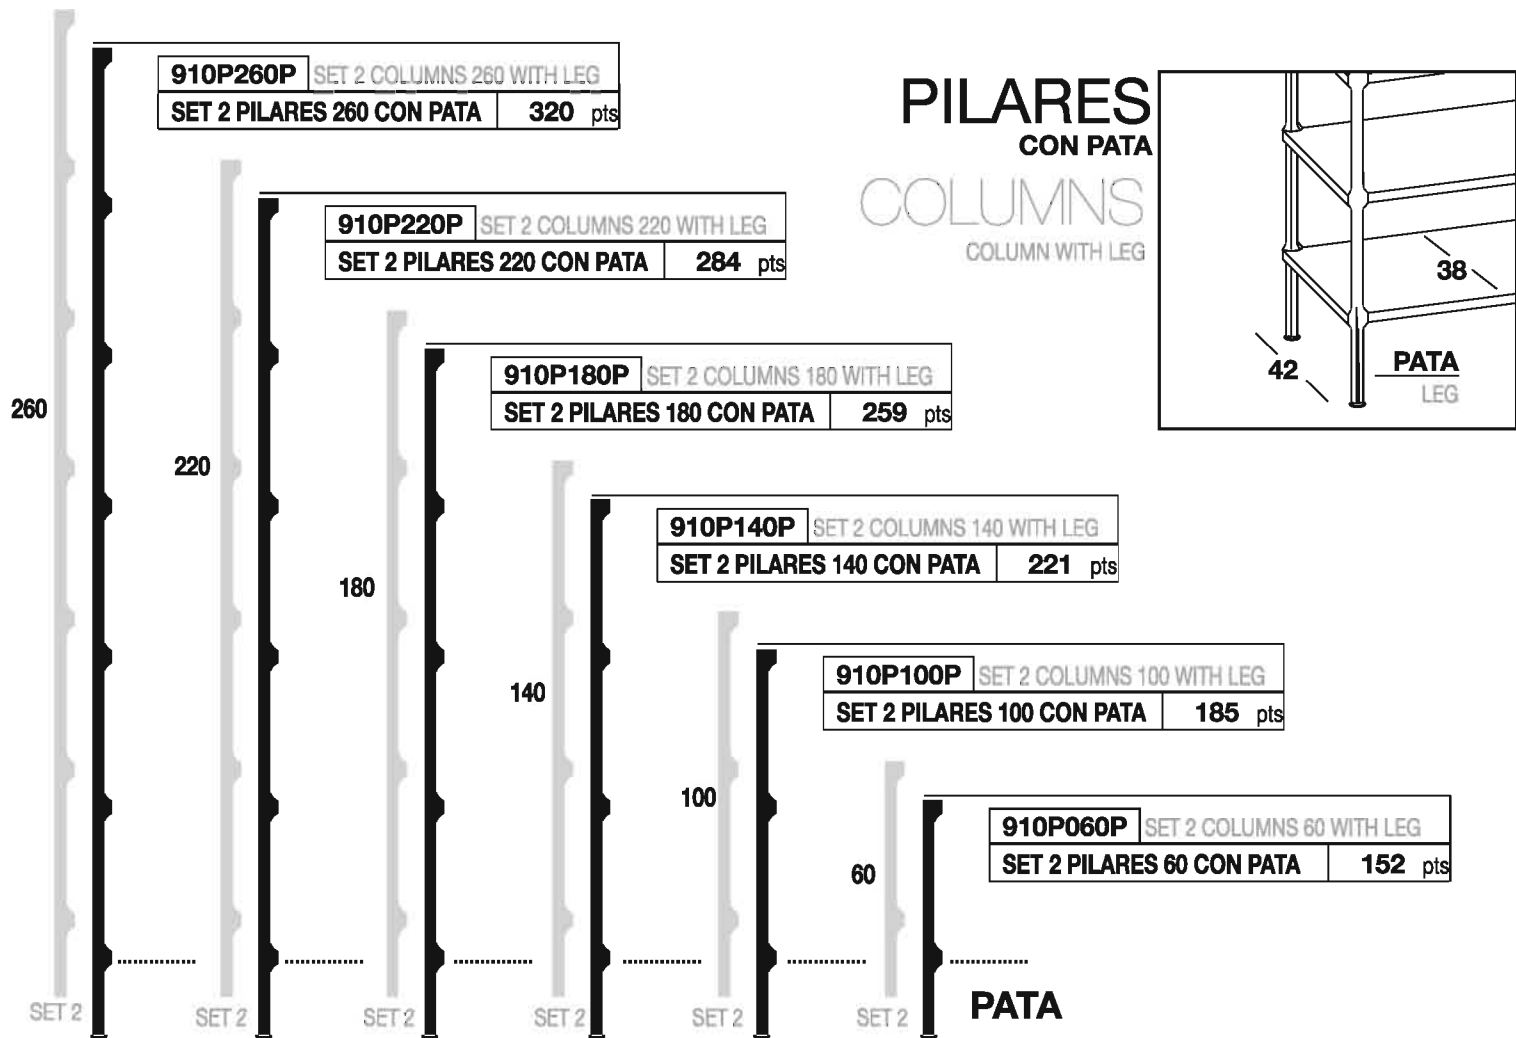 910P260P SET 2 COLUMNS 260 WITH LEG
SET 2 PILARES 260 CON PATA 320 pts
PILARES
CON PATA
COLUMNS
COLUMN WITH LEG
38
42
PATA
LEG
910P220P SET 2 COLUMNS 220 WITH LEG
SET 2 PILARES 220 CON PATA 284 pts
910P180P SET 2 COLUMNS 180 WITH LEG
SET 2 PILARES 180 CON PATA 259 pts
260
220
910P140P SET 2 COLUMNS 140 WITH LEG
SET 2 PILARES 140 CON PATA 221 pts
180
910P100P SET 2 COLUMNS 100 WITH LEG
SET 2 PILARES 100 CON PATA 185 pts
140
100
910P060P SET 2 COLUMNS 60 WITH LEG
SET 2 PILARES 60 CON PATA 152 pts
60
SET 2 SET 2 SET 2 SET 2 SET 2 SET 2
PATA